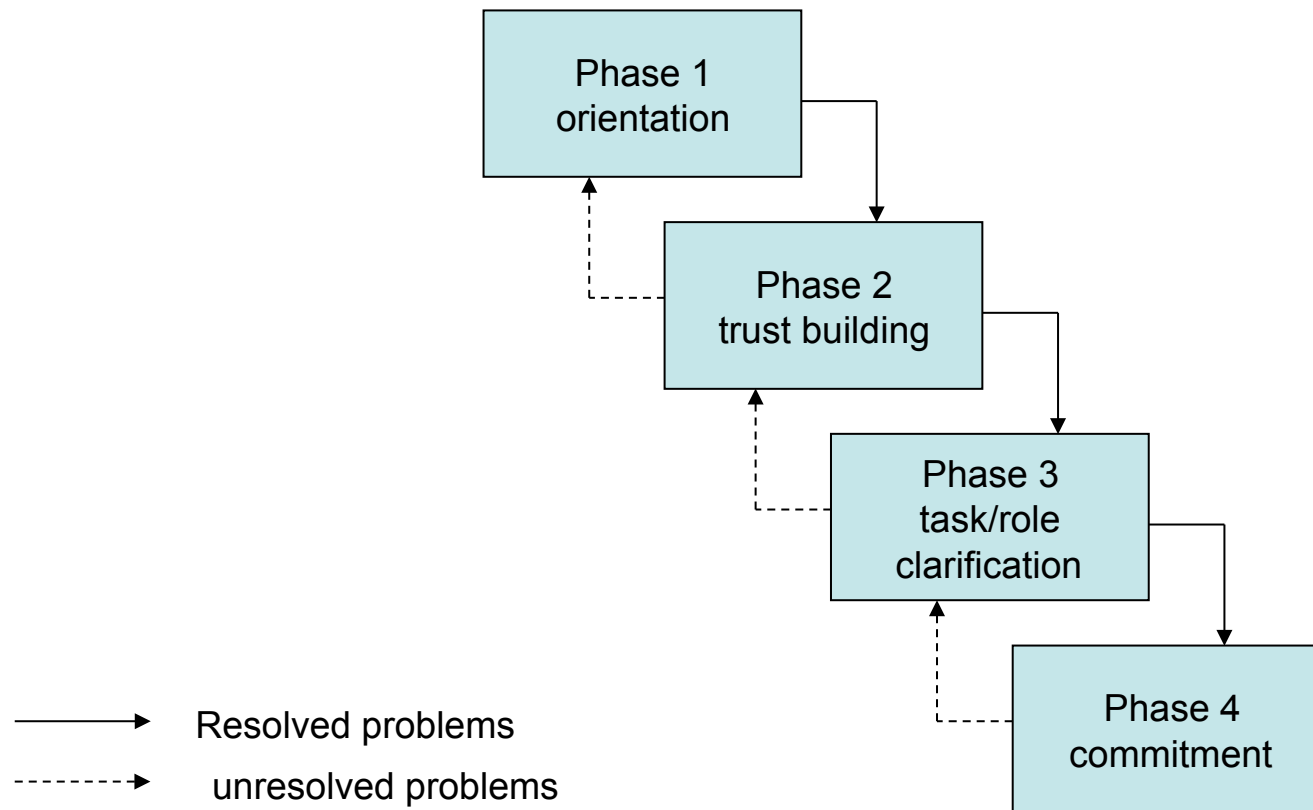 Phase 1
orientation
Phase 2
trust building
Phase 3
task/role
clarification
Phase 4
commitment
Resolved problems
unresolved problems